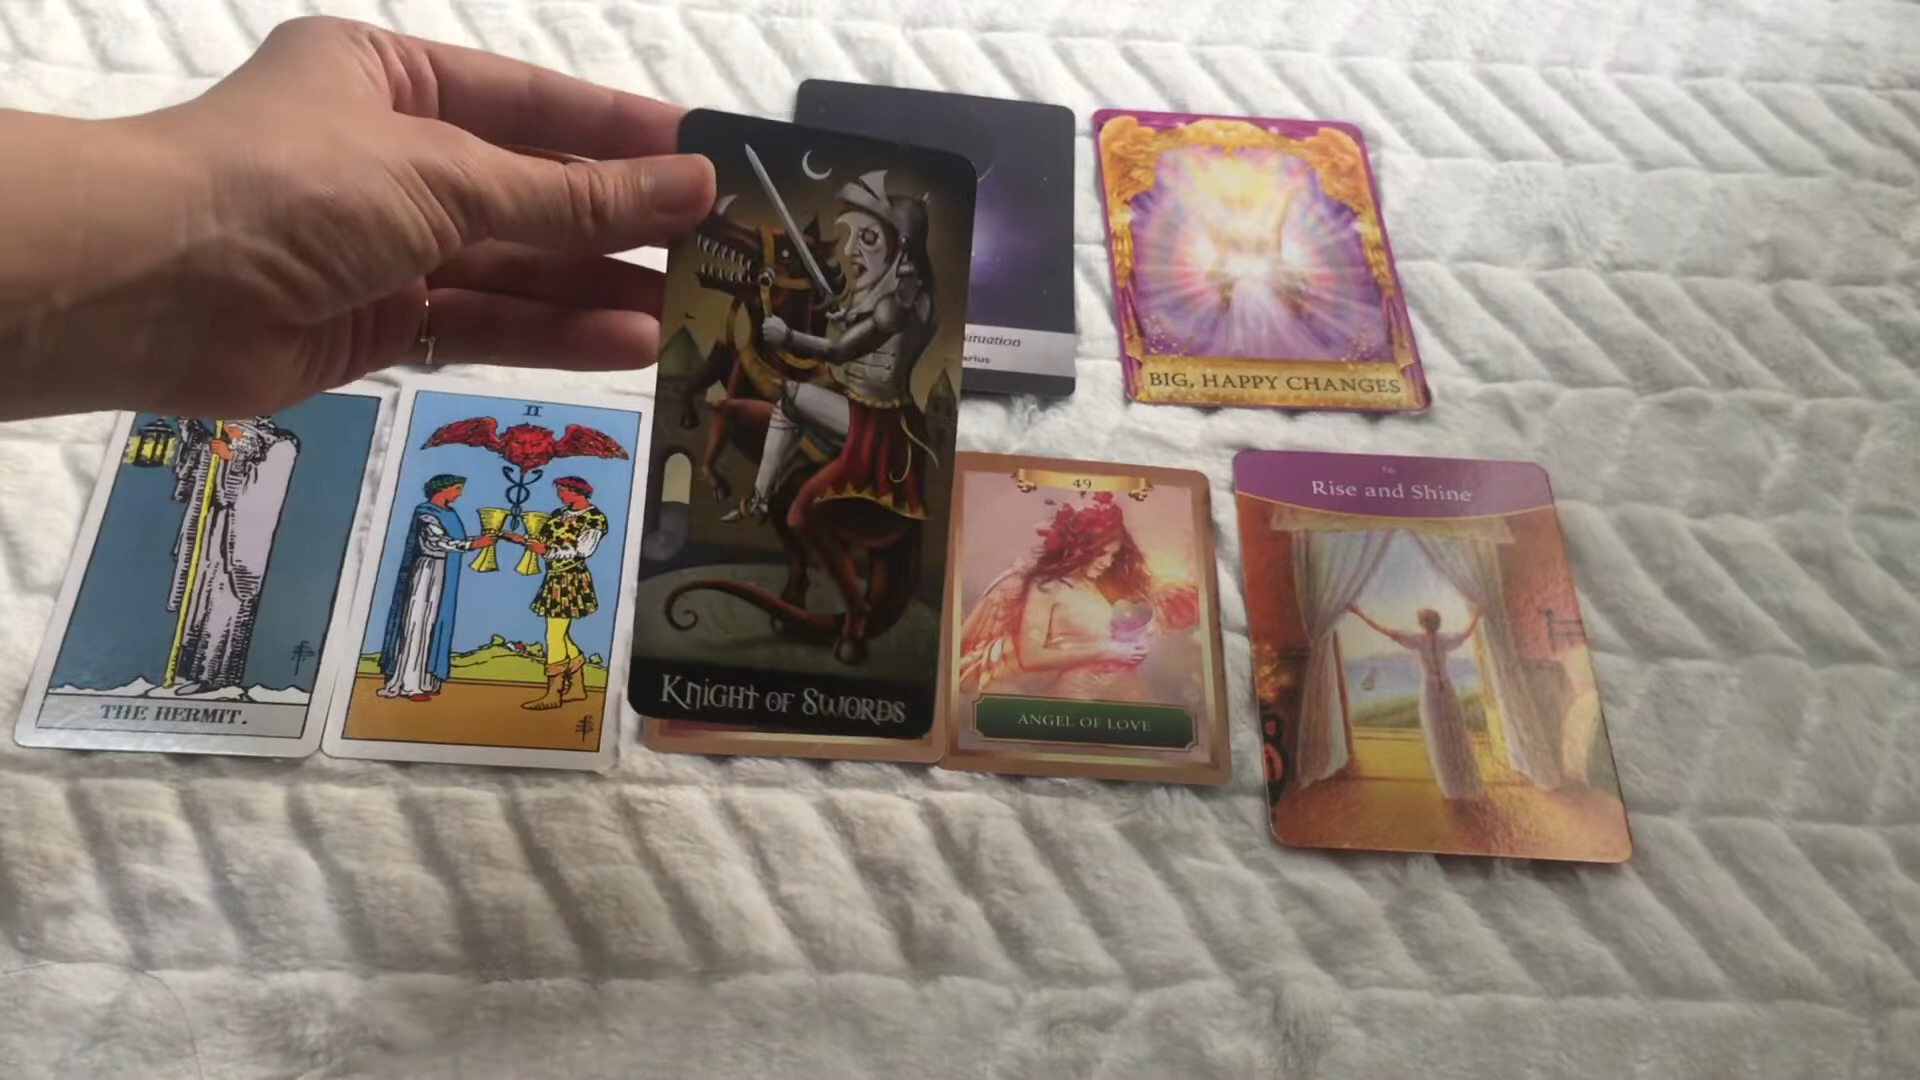 BIG, HAPPY CHANGES
II
49
Rise and Shine
THE HERMIT.
KNIGHT OF SWORDS
ANGEL OF LOVE